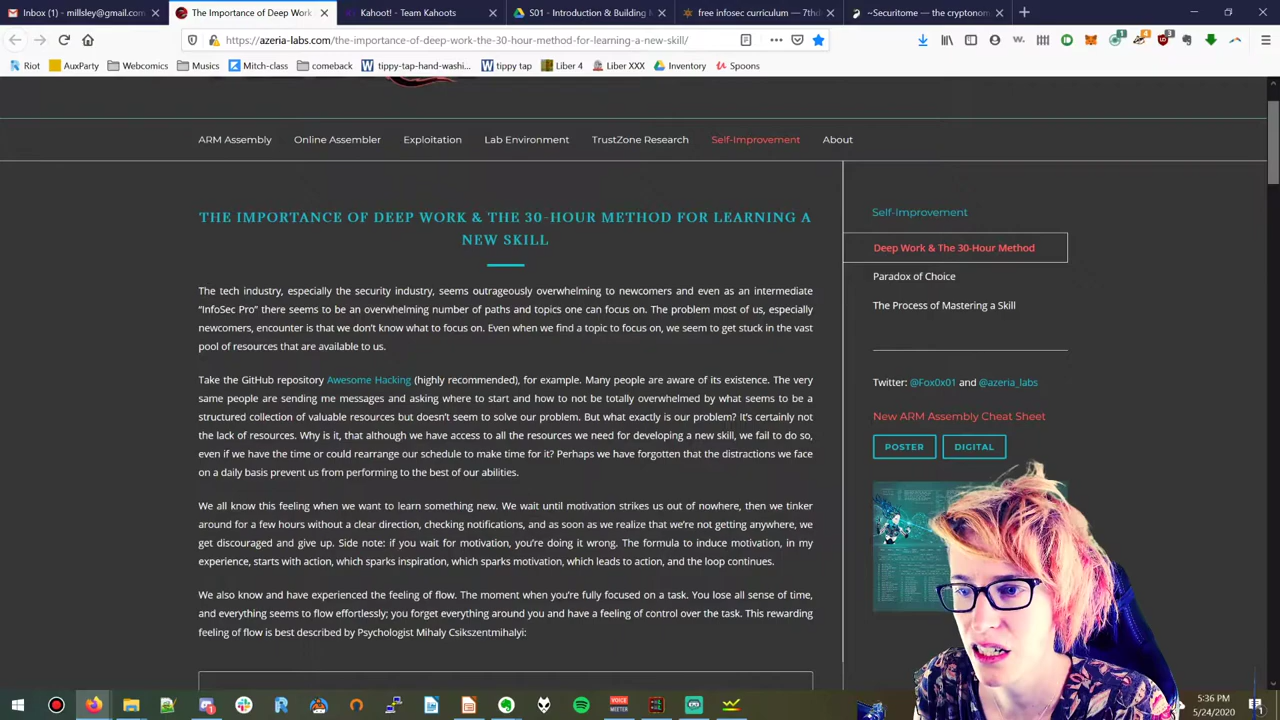 Inbox (1) - millsley@gmail.com
The Importance of Deep Work
Kahoot! - Team Kahoots
S01 - Introduction & Building M
free infosec curriculum — 7thd
~Securitome — the cryptonom
https://azeria-labs.com/the-importance-of-deep-work-the-30-hour-method-for-learning-a-new-skill/
Riot
AuxParty
Webcomics
Musics
Mitch-class
comeback
tippy-tap-hand-washi...
tippy tap
Liber 4
Liber XXX
Inventory
Spoons
ARM Assembly
Online Assembler
Exploitation
Lab Environment
TrustZone Research
Self-Improvement
About
THE IMPORTANCE OF DEEP WORK & THE 30-HOUR METHOD FOR LEARNING A
NEW SKILL
The tech industry, especially the security industry, seems outrageously overwhelming to newcomers and even as an intermediate
“InfoSec Pro” there seems to be an overwhelming number of paths and topics one can focus on. The problem most of us, especially
newcomers, encounter is that we don’t know what to focus on. Even when we find a topic to focus on, we seem to get stuck in the vast
pool of resources that are available to us.
Take the GitHub repository Awesome Hacking (highly recommended), for example. Many people are aware of its existence. The very
same people are sending me messages and asking where to start and how to not be totally overwhelmed by what seems to be a
structured collection of valuable resources but doesn’t seem to solve our problem. But what exactly is our problem? It’s certainly not
the lack of resources. Why is it, that although we have access to all the resources we need for developing a new skill, we fail to do so,
even if we have the time or could rearrange our schedule to make time for it? Perhaps we have forgotten that the distractions we face
on a daily basis prevent us from performing to the best of our abilities.
We all know this feeling when we want to learn something new. We wait until motivation strikes us out of nowhere, then we tinker
around for a few hours without a clear direction, checking notifications, and as soon as we realize that we’re not getting anywhere, we
get discouraged and give up. Side note: if you wait for motivation, you’re doing it wrong. The formula to induce motivation, in my
experience, starts with action, which sparks inspiration, which sparks motivation, which leads to action, and the loop continues.
We also know and have experienced the feeling of flow. The moment when you’re fully focused on a task. You lose all sense of time,
and everything seems to flow effortlessly; you forget everything around you and have a feeling of control over the task. This rewarding
feeling of flow is best described by Psychologist Mihaly Csikszentmihalyi:
Self-Improvement
Deep Work & The 30-Hour Method
Paradox of Choice
The Process of Mastering a Skill
Twitter: @Fox0x01 and @azeria_labs
New ARM Assembly Cheat Sheet
POSTER
DIGITAL
5:36 PM
5/24/2020